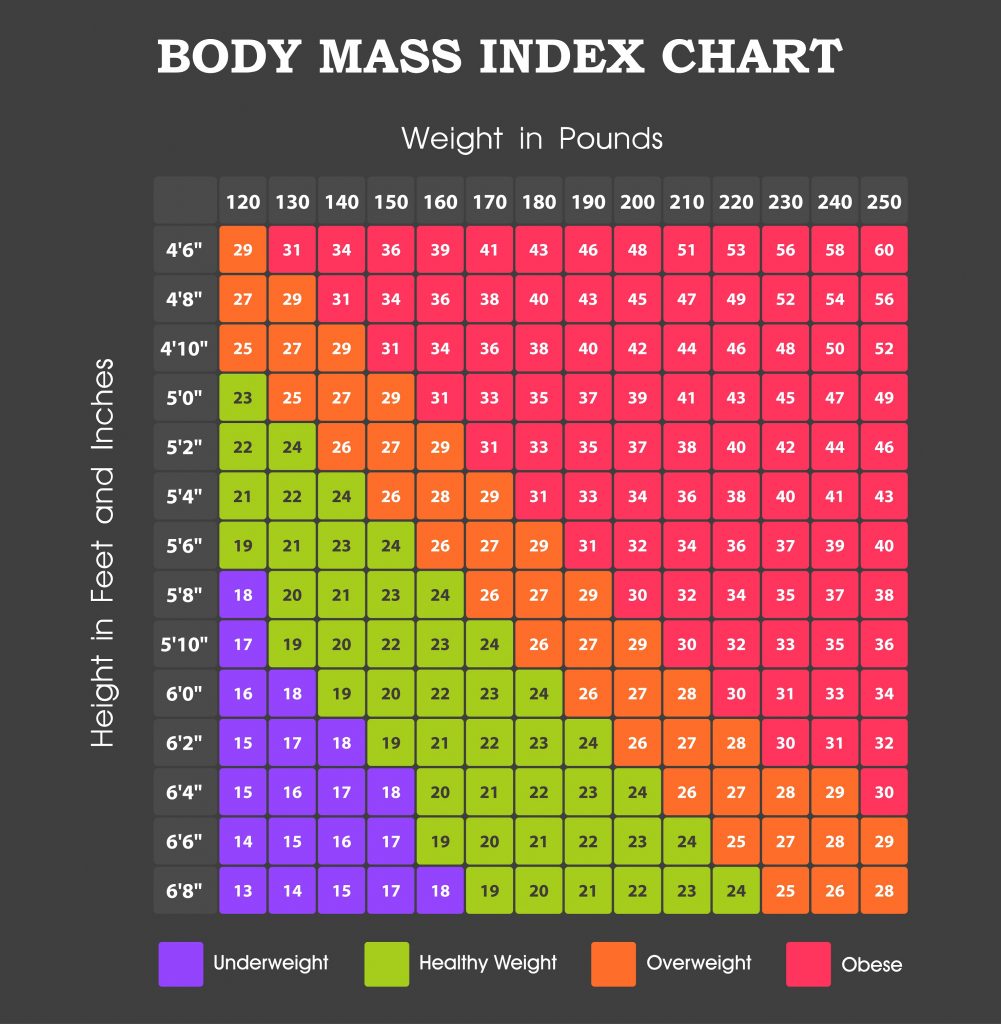 BODY MASS INDEX CHART
Weight in Pounds
120 130 140 150 160 170 180 190 200 210 220 230 240 250
Height in Feet and Inches
4'6" 29 31 34 36 39 41 43 46 48 51 53 56 58 60
4'8" 27 29 31 34 36 38 40 43 45 47 49 52 54 56
4'10" 25 27 29 31 34 36 38 40 42 44 46 48 50 52
5'0" 23 25 27 29 31 33 35 37 39 41 43 45 47 49
5'2" 22 24 26 27 29 31 33 35 37 38 40 42 44 46
5'4" 21 22 24 26 28 29 31 33 34 36 38 40 41 43
5'6" 19 21 23 24 26 27 29 31 32 34 36 37 39 40
5'8" 18 20 21 23 24 26 27 29 30 32 34 35 37 38
5'10" 17 19 20 22 23 24 26 27 29 30 32 33 35 36
6'0" 16 18 19 20 22 23 24 26 27 28 30 31 33 34
6'2" 15 17 18 19 21 22 23 24 26 27 28 30 31 32
6'4" 15 16 17 18 20 21 22 23 24 26 27 28 29 30
6'6" 14 15 16 17 19 20 21 22 23 24 25 27 28 29
6'8" 13 14 15 17 18 19 20 21 22 23 24 25 26 28
Underweight Healthy Weight Overweight Obese